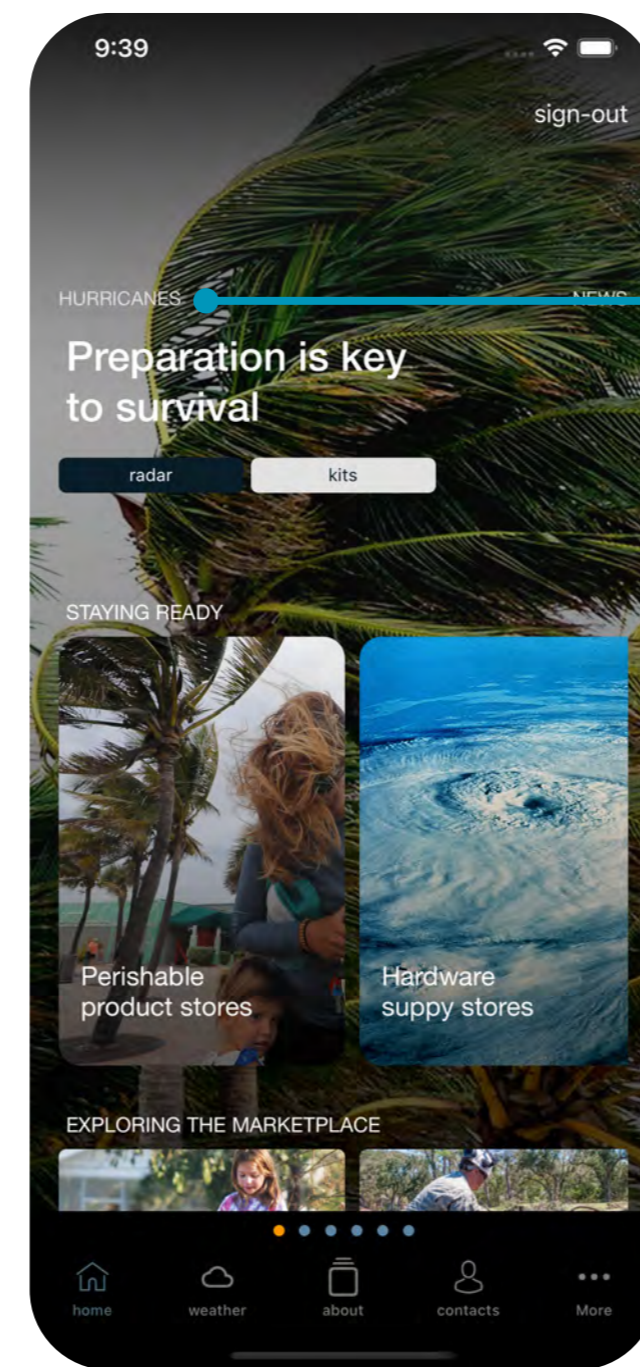 9:39
sign-out
HURRICANES NEWS
Preparation is key
to survival
radar kits
STAYING READY
Perishable
product stores
Hardware
suppy stores
EXPLORING THE MARKETPLACE
home weather about contacts More